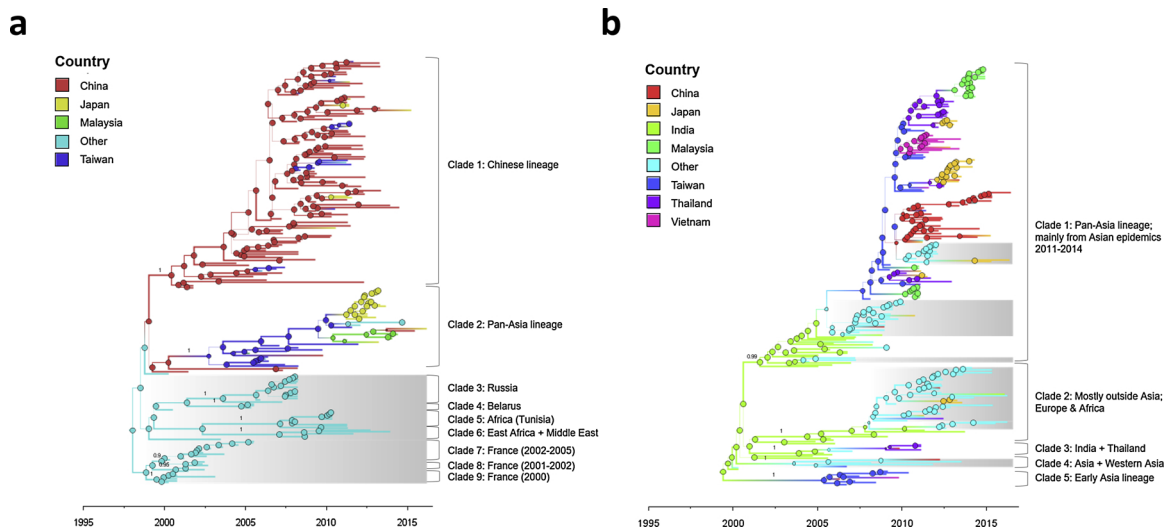 a
Country
China
Japan
Malaysia
Other
Taiwan
1
1
1
1
1
1
1
0.9
0.95
1
Clade 1: Chinese lineage
Clade 2: Pan-Asia lineage
Clade 3: Russia
Clade 4: Belarus
Clade 5: Africa (Tunisia)
Clade 6: East Africa + Middle East
Clade 7: France (2002-2005)
Clade 8: France (2001-2002)
Clade 9: France (2000)
1995
2000
2005
2010
2015
b
Country
China
Japan
India
Malaysia
Other
Taiwan
Thailand
Vietnam
0.99
1
1
1
1
Clade 1: Pan-Asia lineage;
mainly from Asian epidemics
2011-2014
Clade 2: Mostly outside Asia;
Europe & Africa
Clade 3: India + Thailand
Clade 4: Asia + Western Asia
Clade 5: Early Asia lineage
1995
2000
2005
2010
2015